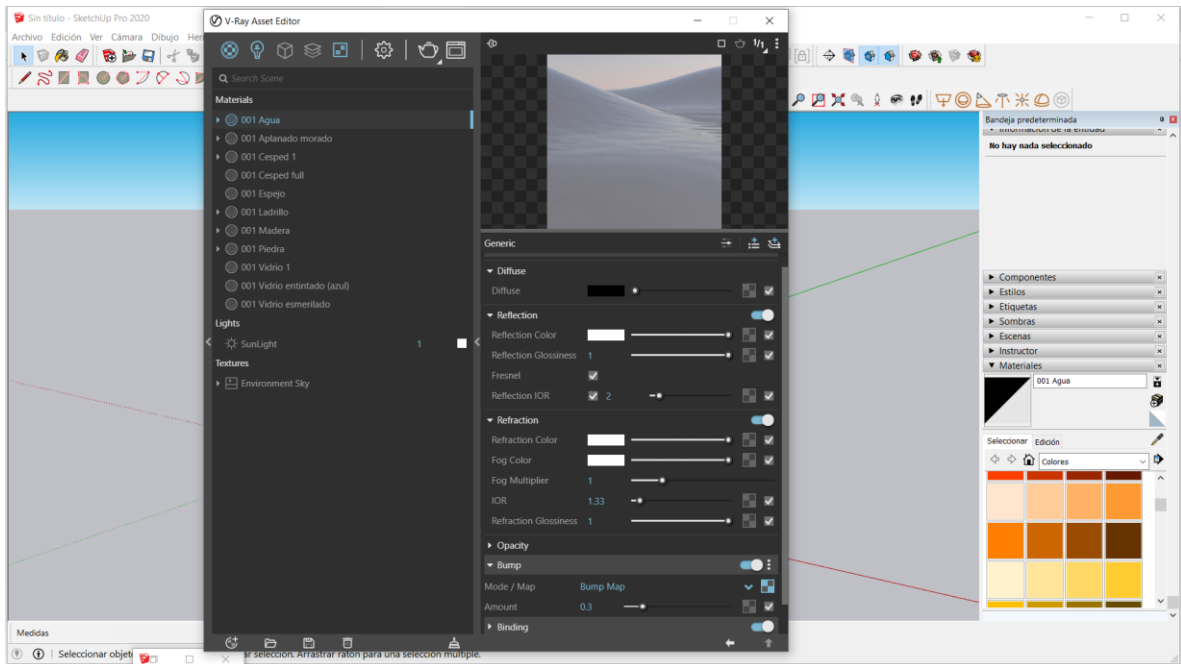 Sin título - SketchUp Pro 2020
Archivo Edición Ver Cámara Dibujo
V-Ray Asset Editor
Search Scene
Materials
001 Agua
001 Aplanado morado
001 Cesped 1
001 Cesped full
001 Espejo
001 Ladrillo
001 Madera
001 Piedra
001 Vidrio 1
001 Vidrio entintado (azul)
001 Vidrio esmerilado
Lights
SunLight 1
Textures
Environment Sky
1/1
Generic
Diffuse
Diffuse
Reflection
Reflection Color
Reflection Glossiness 1
Fresnel
Reflection IOR 2
Refraction
Refraction Color
Fog Color
Fog Multiplier 1
IOR 1.33
Refraction Glossiness 1
Opacity
Bump
Mode / Map Bump Map
Amount 0.3
Binding
Bandeja predeterminada
Información de la entidad
No hay nada seleccionado
Componentes
Estilos
Etiquetas
Sombras
Escenas
Instructor
Materiales
001 Agua
Seleccionar Edición
Colores
Medidas
Seleccionar
selección. Arrastrar ratón para una selección múltiple.